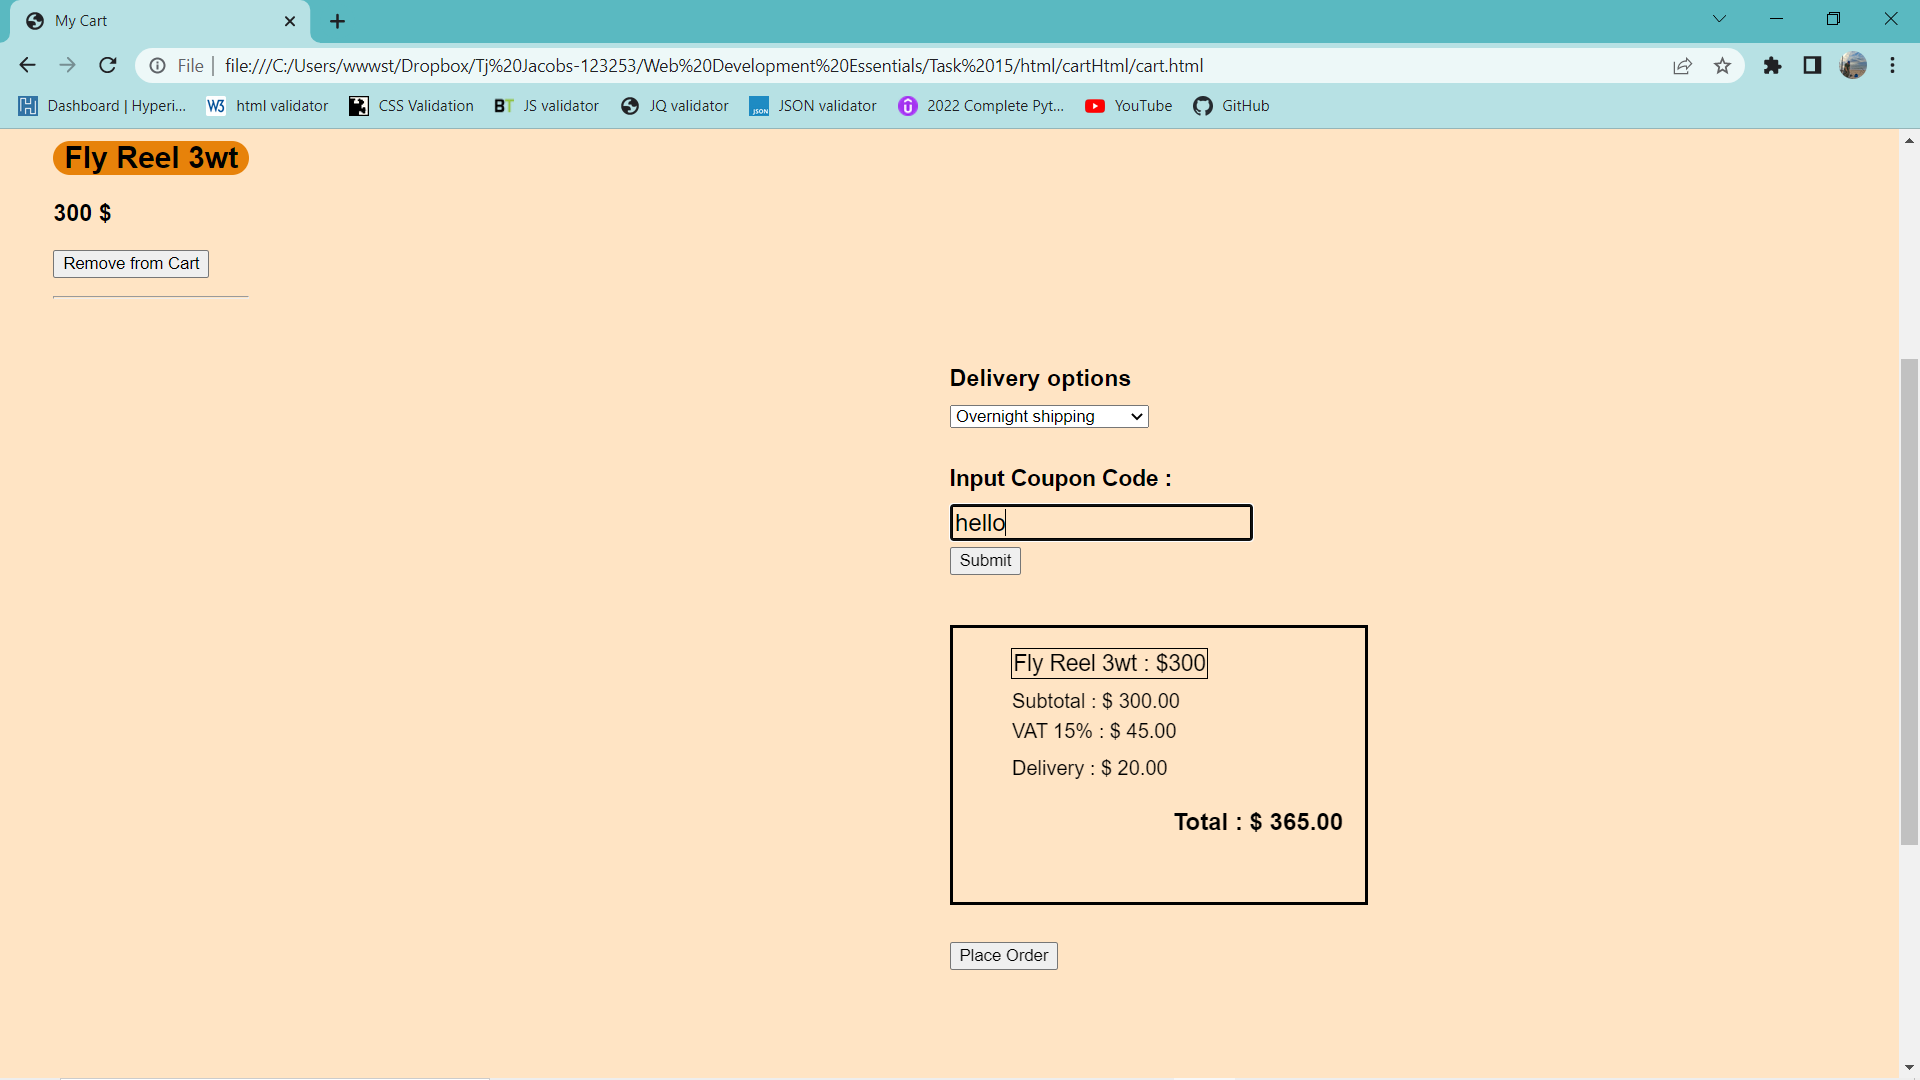 My Cart
File
file:///C:/Users/wwwst/Dropbox/Tj%20Jacobs-123253/Web%20Development%20Essentials/Task%2015/html/cartHtml/cart.html
Dashboard | Hyperi...
W3 html validator
CSS Validation
BT JS validator
JQ validator
JSON JSON validator
2022 Complete Pyt...
YouTube
GitHub
Fly Reel 3wt
300 $
Remove from Cart
Delivery options
Overnight shipping
Input Coupon Code :
hello
Submit
Fly Reel 3wt : $300
Subtotal : $ 300.00
VAT 15% : $ 45.00
Delivery : $ 20.00
Total : $ 365.00
Place Order